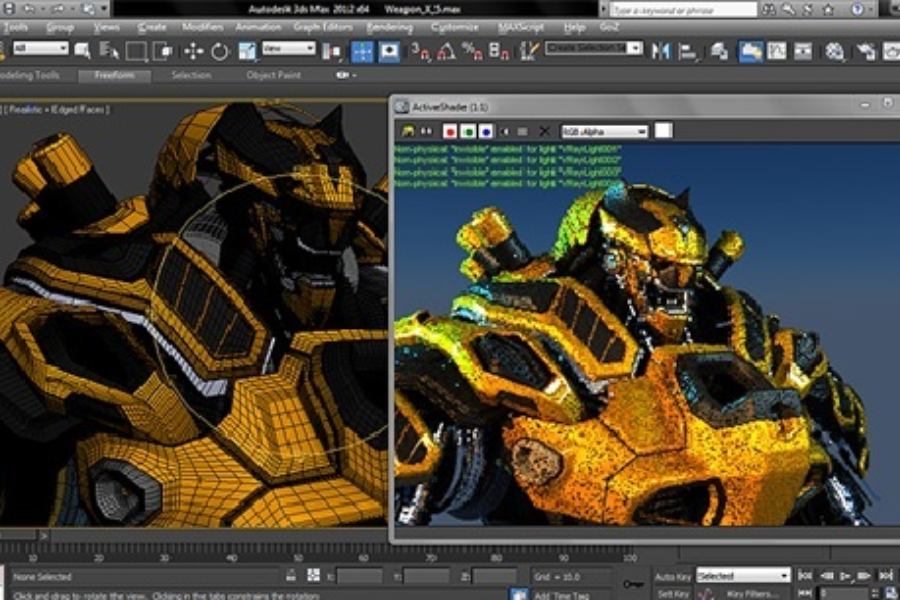 Autodesk 3ds Max 2012 x64 Weapon_X_5.max
Type a keyword or phrase
Tools Group Views Create Modifiers Animation Graph Editors Rendering Customize MAXScript Help GoZ
All View Create Selection Se
odeling Tools Freeform Selection Object Paint
[ Realistic + Edged Faces ]
ActiveShade (1:1)
RGB Alpha
Non-physical "Invisible" enabled for light "VRayLight001"
Non-physical "Invisible" enabled for light "VRayLight002"
Non-physical "Invisible" enabled for light "VRayLight003"
Non-physical "Invisible" enabled for light
10 20 30 40 50 60 70 80 90 100
None Selected X: Y: Z: Grid = 10.0 Auto Key Selected
Click and drag to rotate the view. Clicking in the tabs constrains the rotation Add Time Tag Set Key Key Filters... 0